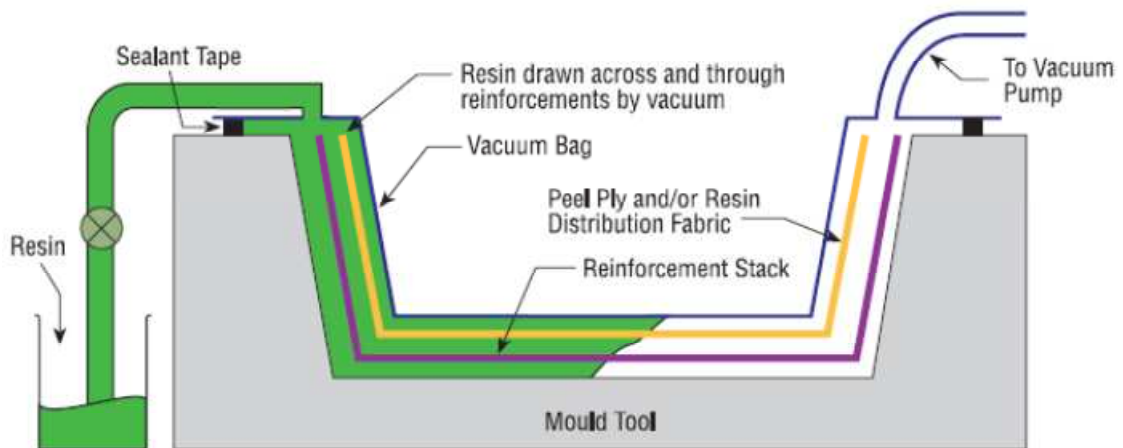 Sealant Tape
Resin drawn across and through
reinforcements by vacuum
To Vacuum
Pump
Vacuum Bag
Peel Ply and/or Resin
Distribution Fabric
Resin
Reinforcement Stack
Mould Tool